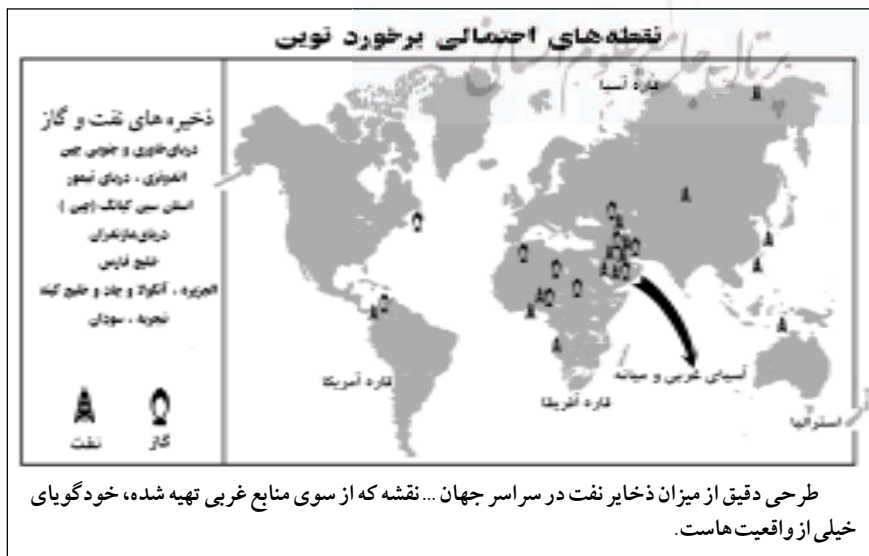 نقطه‌های احتمالی برخورد نوین
ذخیره های نفت و گاز
دریای خاوری و جنوبی چین
اندونزی ، دریای تیمور
استان سین کیانگ (چین )
دریای مازندران
خلیج فارس
الجزیره ، آنگولا و چاد و خلیج گینه
نیجریه ، سودان
نفت
گاز
قاره آسیا
قاره آمریکا
قاره آفریقا
آسیای غربی و میانه
استرالیا
طرحی دقیق از میزان ذخایر نفت در سراسر جهان ... نقشه که از سوی منابع غربی تهیه شده، خودگویای
خیلی از واقعیت‌هاست.